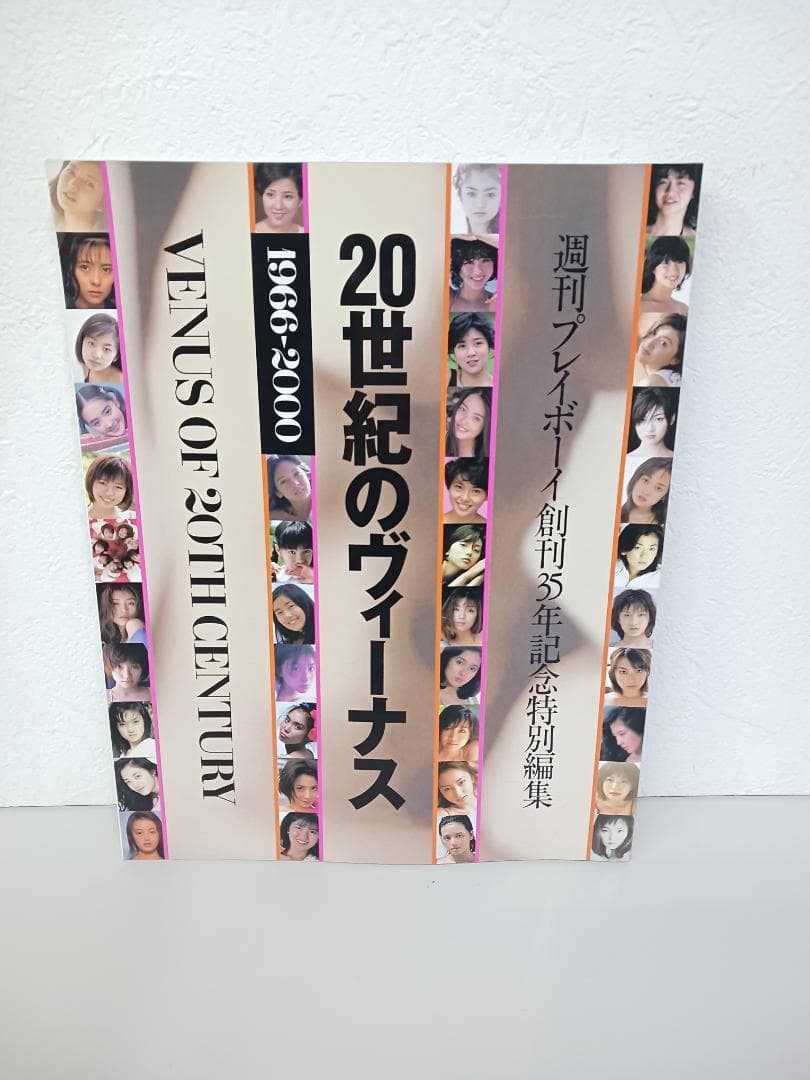 週刊プレイボーイ創刊35年記念特別編集
20世紀のヴィーナス
1966-2000
VENUS OF 20TH CENTURY